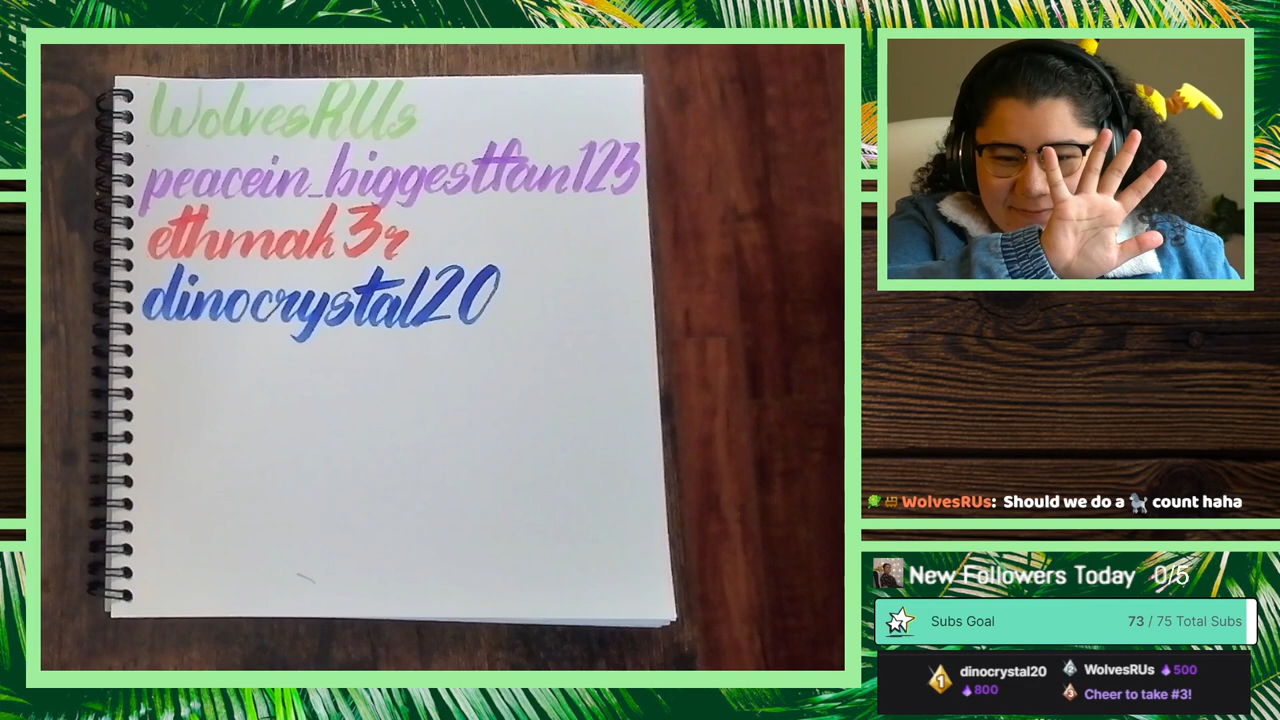 WolvesRUs
peacein_biggestfan123
ethmak3r
dinocrystal20
WolvesRUs: Should we do a 🐩 count haha
New Followers Today 0/5
Subs Goal 73 / 75 Total Subs
1 dinocrystal20 800
2 WolvesRUs 500
3 Cheer to take #3!